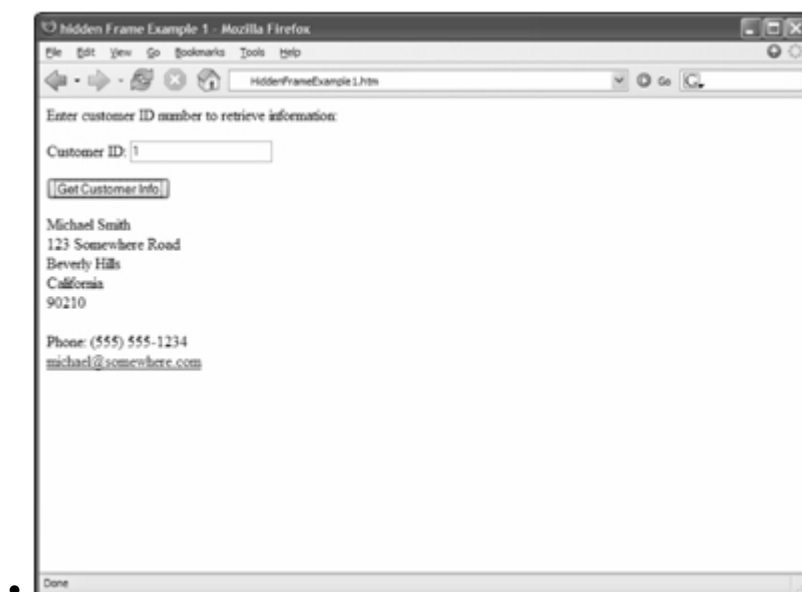 hidden Frame Example 1 - Mozilla Firefox
File Edit View Go Bookmarks Tools Help
HiddenFrameExample1.htm Go
Enter customer ID number to retrieve information:
Customer ID: 1
Get Customer Info
Michael Smith
123 Somewhere Road
Beverly Hills
California
90210
Phone: (555) 555-1234
michael@somewhere.com
Done